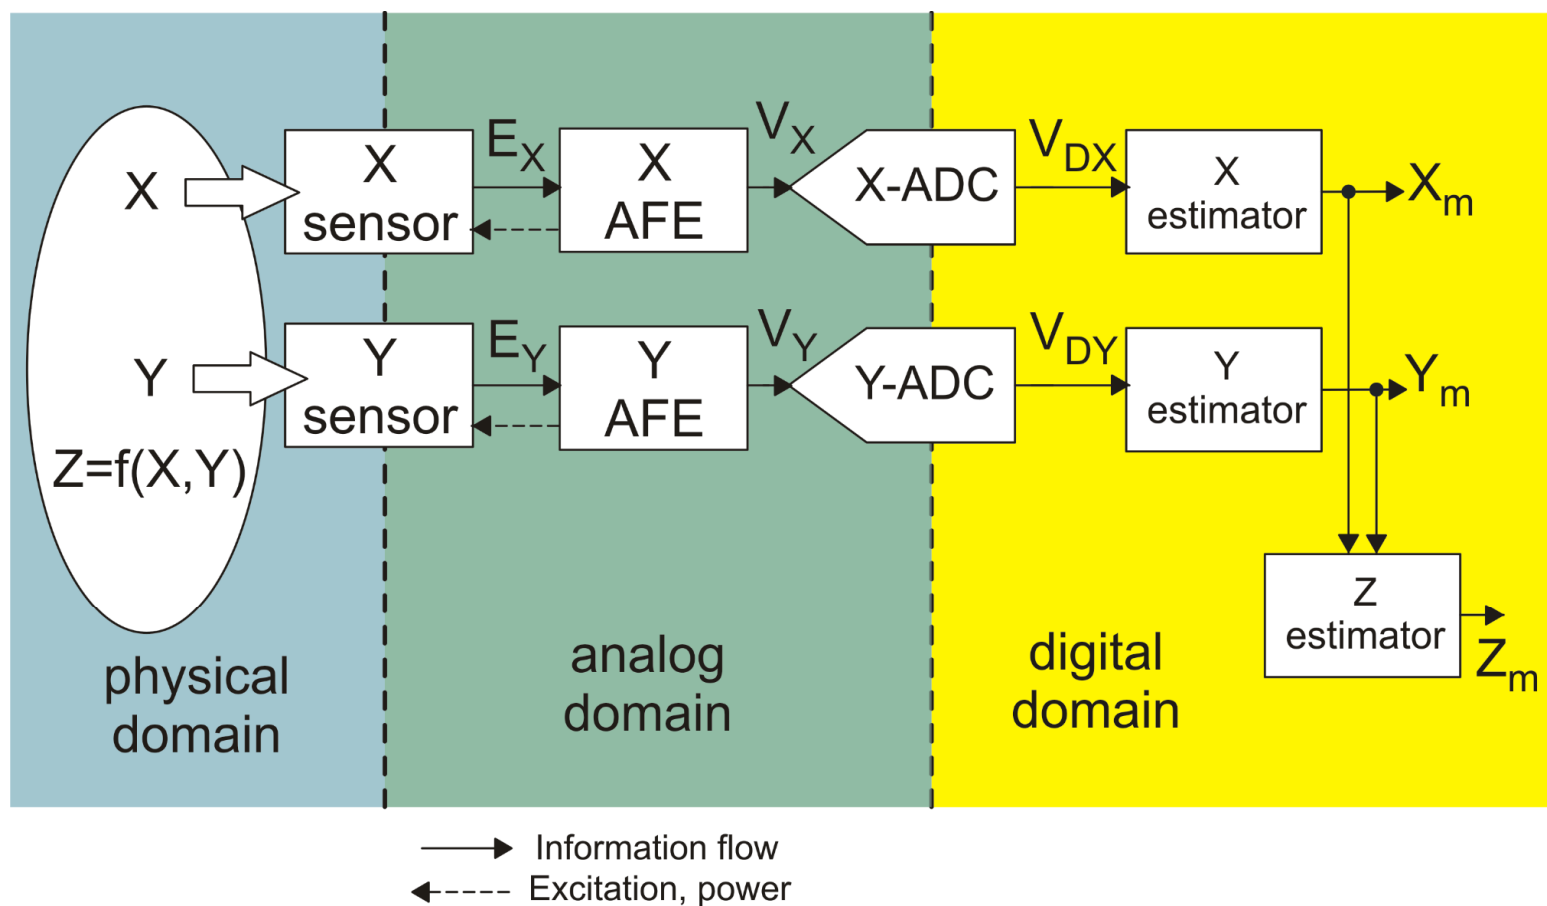 X
X
sensor
E_X
X
AFE
V_X
X-ADC
V_DX
X
estimator
X_m
Y
Y
sensor
E_Y
Y
AFE
V_Y
Y-ADC
V_DY
Y
estimator
Y_m
Z=f(X,Y)
Z
estimator
Z_m
physical
domain
analog
domain
digital
domain
Information flow
Excitation, power